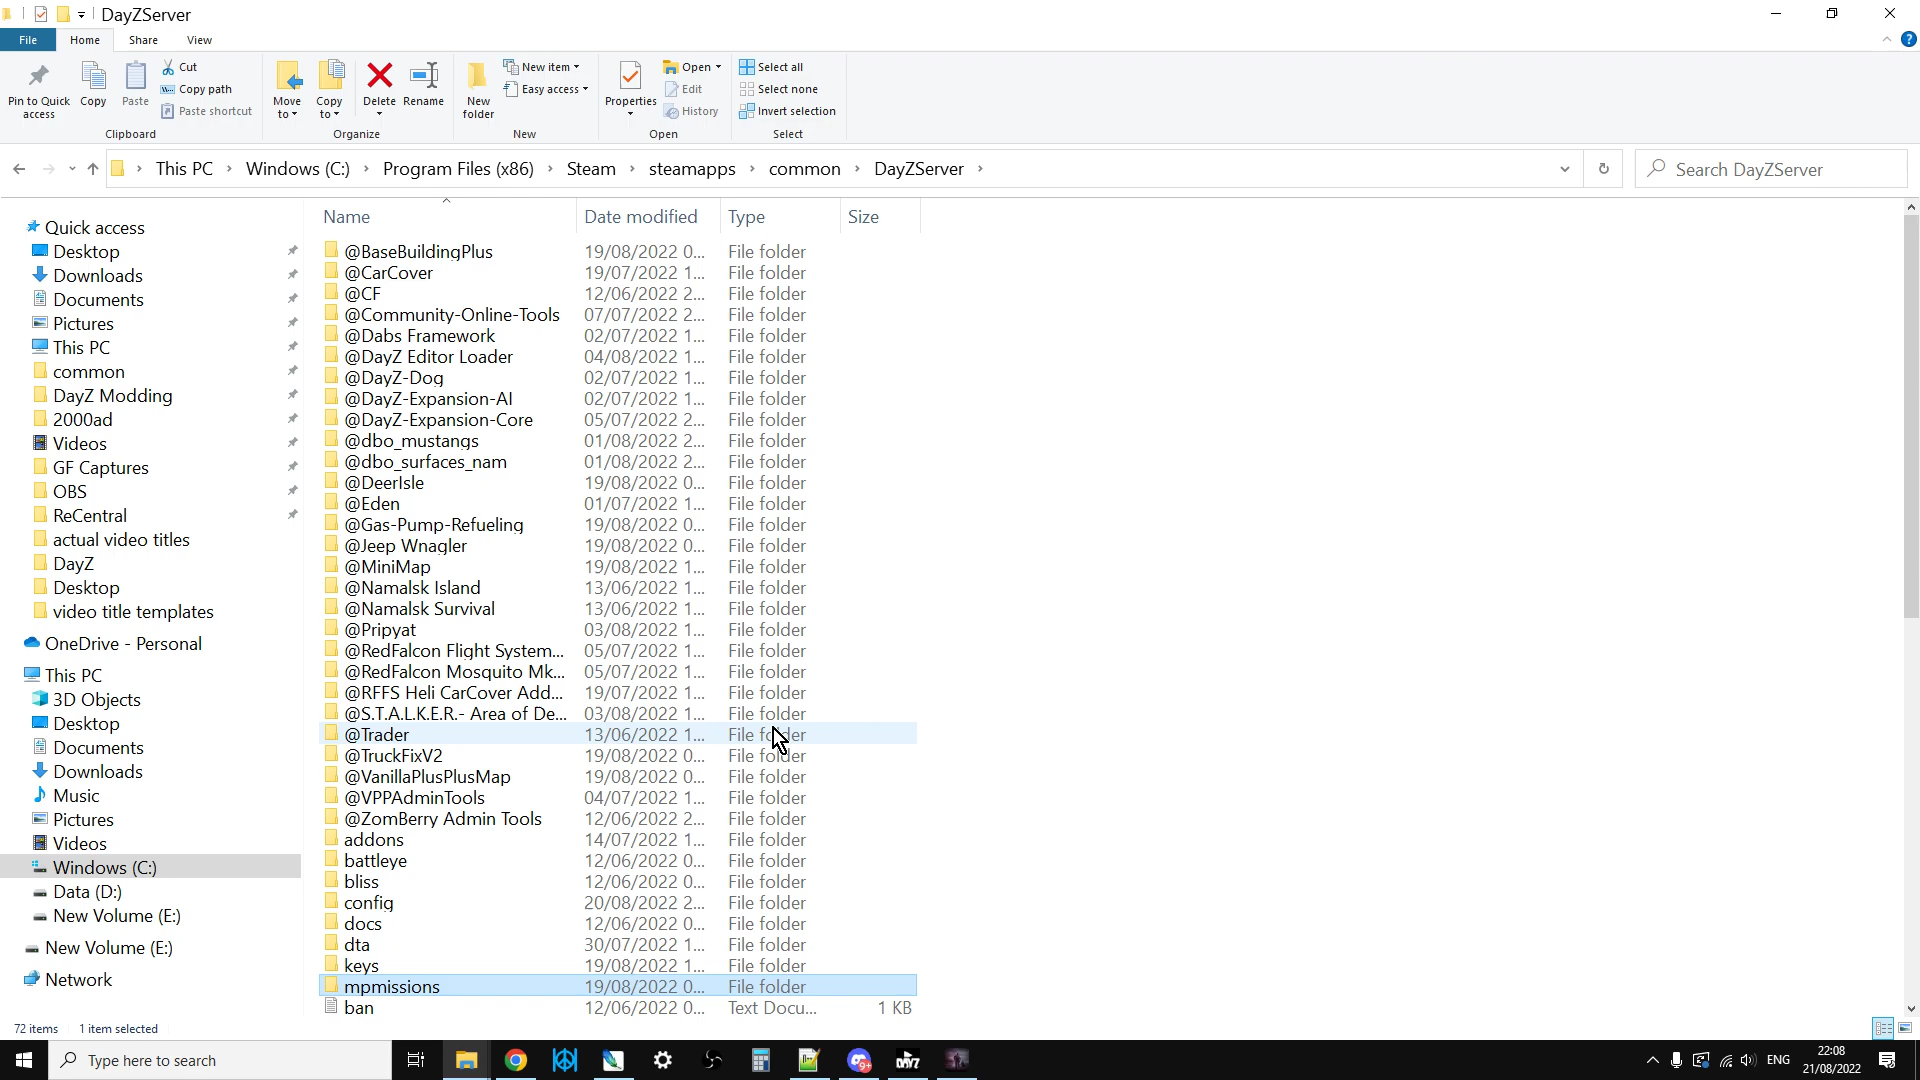 DayZServer
File Home Share View
Pin to Quick access
Copy
Paste
Cut
Copy path
Paste shortcut
Clipboard
Move to
Copy to
Delete
Rename
Organize
New folder
New item
Easy access
New
Properties
Open
Edit
History
Open
Select all
Select none
Invert selection
Select
This PC Windows (C:) Program Files (x86) Steam steamapps common DayZServer
Search DayZServer
Quick access
Desktop
Downloads
Documents
Pictures
This PC
common
DayZ Modding
2000ad
Videos
GF Captures
OBS
ReCentral
actual video titles
DayZ
Desktop
video title templates
OneDrive - Personal
This PC
3D Objects
Desktop
Documents
Downloads
Music
Pictures
Videos
Windows (C:)
Data (D:)
New Volume (E:)
New Volume (E:)
Network
Name Date modified Type Size
@BaseBuildingPlus 19/08/2022 0... File folder
@CarCover 19/07/2022 1... File folder
@CF 12/06/2022 2... File folder
@Community-Online-Tools 07/07/2022 2... File folder
@Dabs Framework 02/07/2022 1... File folder
@DayZ Editor Loader 04/08/2022 1... File folder
@DayZ-Dog 02/07/2022 1... File folder
@DayZ-Expansion-AI 02/07/2022 1... File folder
@DayZ-Expansion-Core 05/07/2022 2... File folder
@dbo_mustangs 01/08/2022 2... File folder
@dbo_surfaces_nam 01/08/2022 2... File folder
@DeerIsle 19/08/2022 0... File folder
@Eden 01/07/2022 1... File folder
@Gas-Pump-Refueling 19/08/2022 0... File folder
@Jeep Wnagler 19/08/2022 0... File folder
@MiniMap 19/08/2022 1... File folder
@Namalsk Island 13/06/2022 1... File folder
@Namalsk Survival 13/06/2022 1... File folder
@Pripyat 03/08/2022 1... File folder
@RedFalcon Flight System... 05/07/2022 1... File folder
@RedFalcon Mosquito Mk... 05/07/2022 1... File folder
@RFFS Heli CarCover Add... 19/07/2022 1... File folder
@S.T.A.L.K.E.R.- Area of De... 03/08/2022 1... File folder
@Trader 13/06/2022 1... File folder
@TruckFixV2 19/08/2022 0... File folder
@VanillaPlusPlusMap 19/08/2022 0... File folder
@VPPAdminTools 04/07/2022 1... File folder
@ZomBerry Admin Tools 12/06/2022 2... File folder
addons 14/07/2022 1... File folder
battleye 12/06/2022 0... File folder
bliss 12/06/2022 0... File folder
config 20/08/2022 2... File folder
docs 12/06/2022 0... File folder
dta 30/07/2022 1... File folder
keys 19/08/2022 1... File folder
mpmissions 19/08/2022 0... File folder
ban 12/06/2022 0... Text Docu... 1 KB
72 items 1 item selected
Type here to search
DAYZ
ENG
22:08
21/08/2022